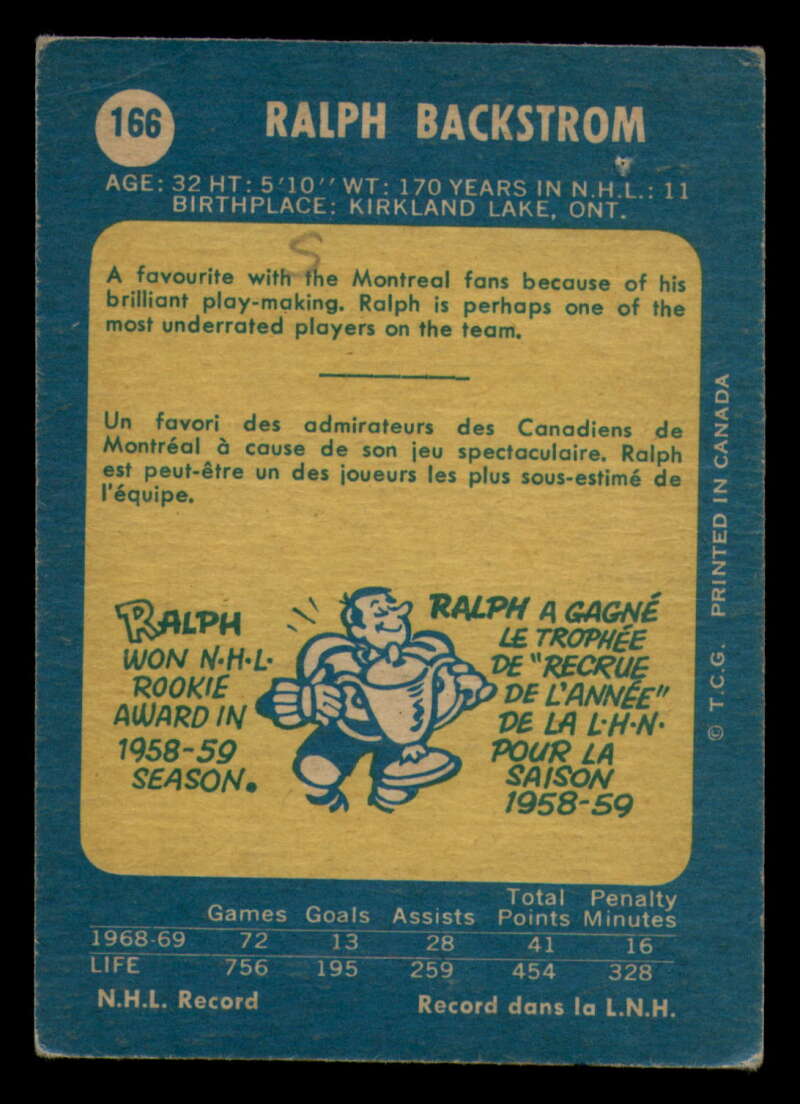 166
RALPH BACKSTROM
AGE: 32 HT: 5'10'' WT: 170 YEARS IN N.H.L.: 11
BIRTHPLACE: KIRKLAND LAKE, ONT.
S
A favourite with the Montreal fans because of his
brilliant play-making. Ralph is perhaps one of the
most underrated players on the team.
Un favori des admirateurs des Canadiens de
Montréal à cause de son jeu spectaculaire. Ralph
est peut-être un des joueurs les plus sous-estimé de
l'équipe.
RALPH
WON N·H·L·
ROOKIE
AWARD IN
1958-59
SEASON.
RALPH A GAGNÉ
LE TROPHÉE
DE "RECRUE
DE L'ANNÉE"
DE LA L·H·N·
POUR LA
SAISON
1958-59
© T.C.G. PRINTED IN CANADA
Total Penalty
Games Goals Assists Points Minutes
1968-69 72 13 28 41 16
LIFE 756 195 259 454 328
N.H.L. Record Record dans la L.N.H.